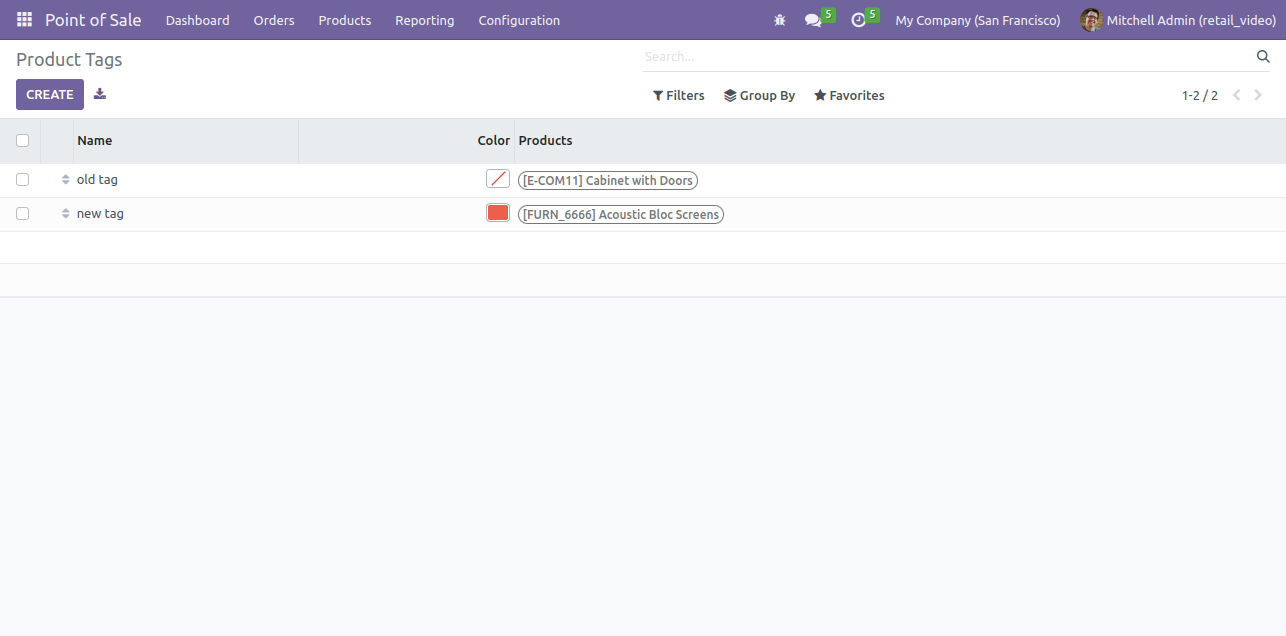 Point of Sale Dashboard Orders Products Reporting Configuration 5 5 My Company (San Francisco) Mitchell Admin (retail_video)
Product Tags Search...
CREATE Filters Group By Favorites 1-2 / 2
Name Color Products
old tag [E-COM11] Cabinet with Doors
new tag [FURN_6666] Acoustic Bloc Screens